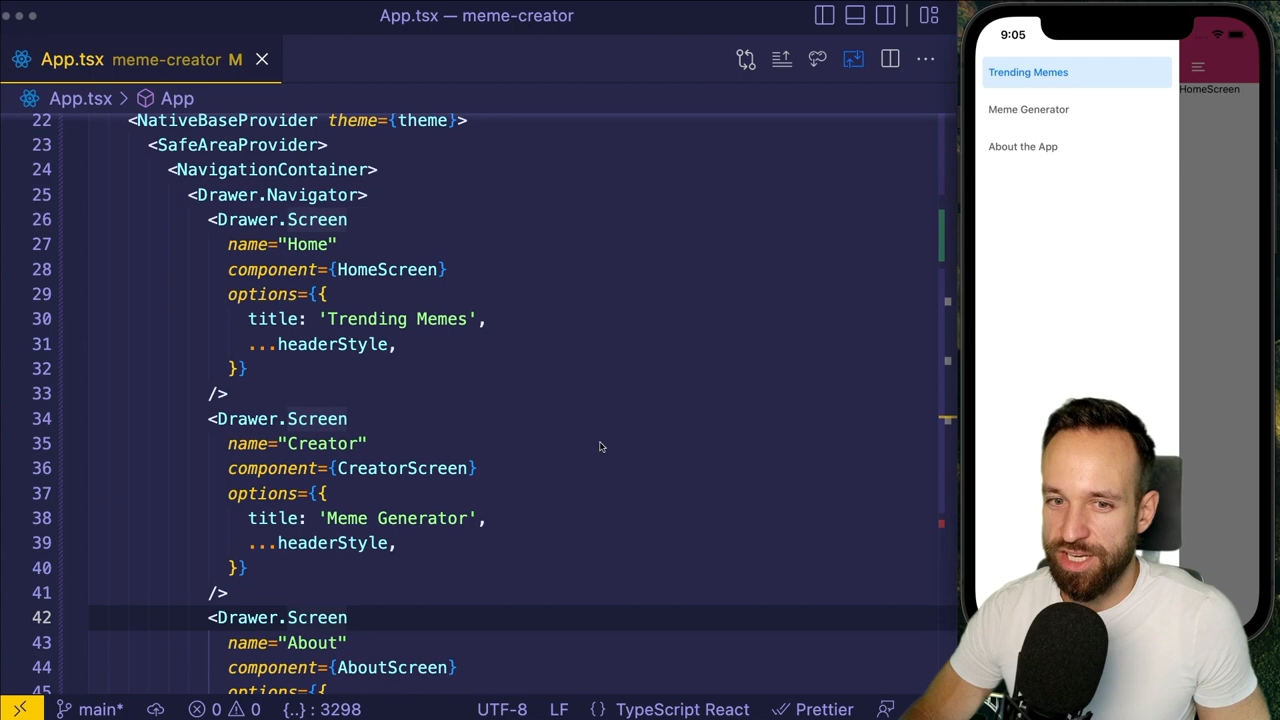 App.tsx — meme-creator
App.tsx meme-creator M
App.tsx > App
22 <NativeBaseProvider theme={theme}>
23 <SafeAreaProvider>
24 <NavigationContainer>
25 <Drawer.Navigator>
26 <Drawer.Screen
27 name="Home"
28 component={HomeScreen}
29 options={{
30 title: 'Trending Memes',
31 ...headerStyle,
32 }}
33 />
34 <Drawer.Screen
35 name="Creator"
36 component={CreatorScreen}
37 options={{
38 title: 'Meme Generator',
39 ...headerStyle,
40 }}
41 />
42 <Drawer.Screen
43 name="About"
44 component={AboutScreen}
45 options={{
main* 0 0 {..} : 3298 UTF-8 LF {} TypeScript React Prettier
9:05
Trending Memes
HomeScreen
Meme Generator
About the App